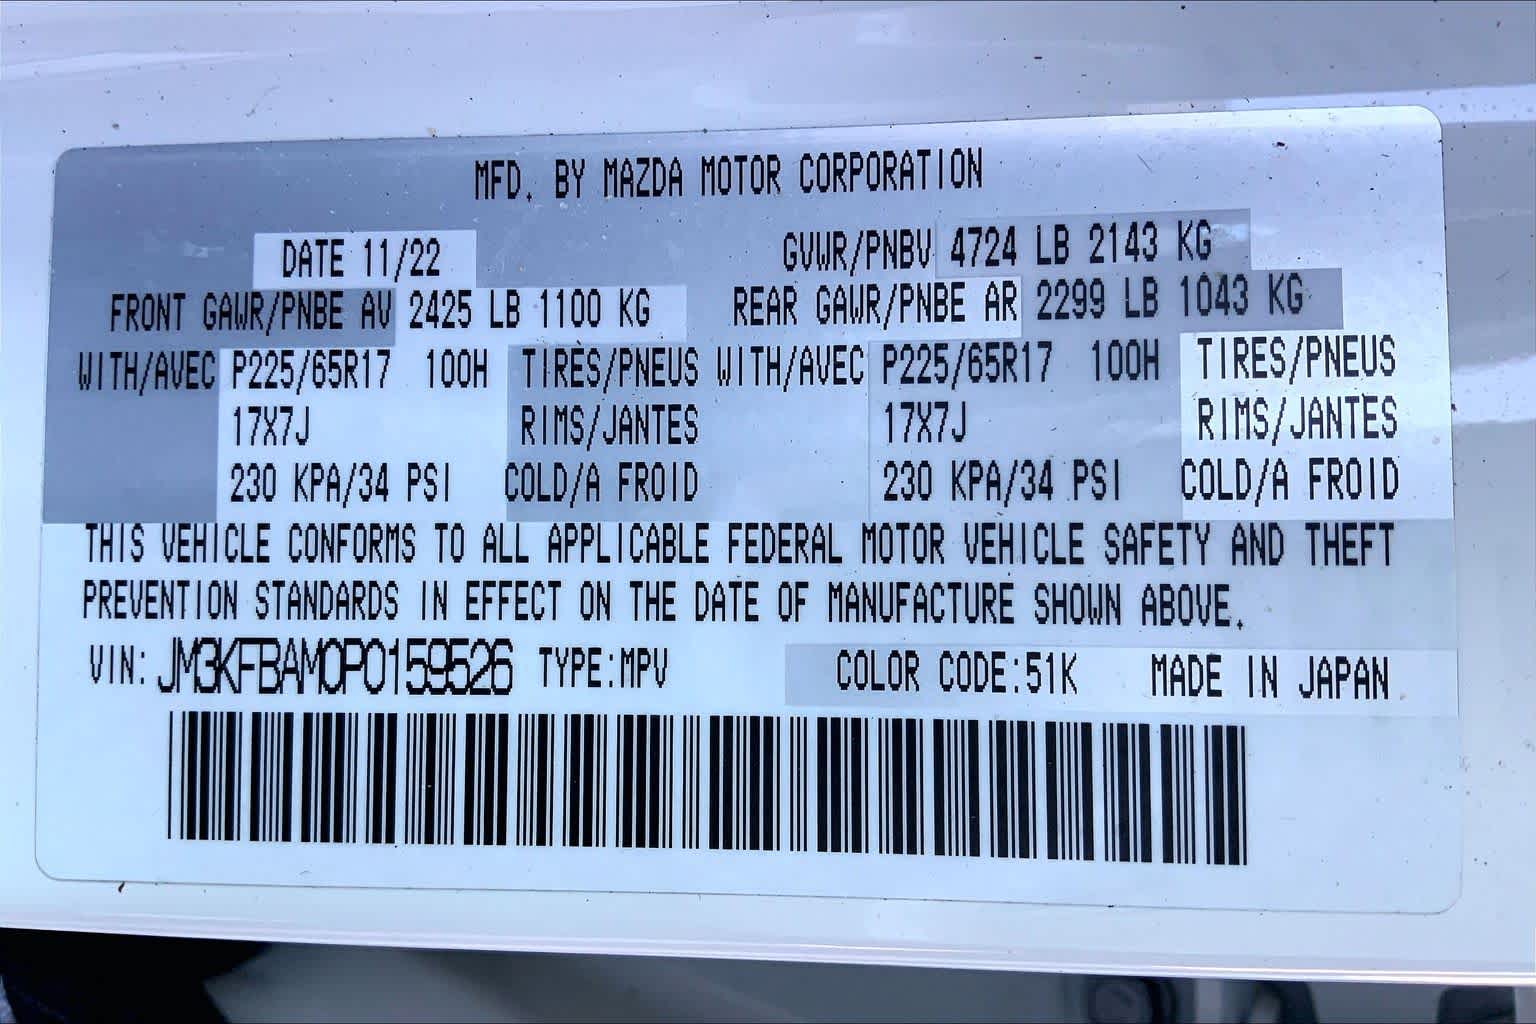 MFD. BY MAZDA MOTOR CORPORATION
DATE 11/22 GVWR/PNBV 4724 LB 2143 KG
FRONT GAWR/PNBE AV 2425 LB 1100 KG REAR GAWR/PNBE AR 2299 LB 1043 KG
WITH/AVEC P225/65R17 100H TIRES/PNEUS WITH/AVEC P225/65R17 100H TIRES/PNEUS
17X7J RIMS/JANTES 17X7J RIMS/JANTES
230 KPA/34 PSI COLD/A FROID 230 KPA/34 PSI COLD/A FROID
THIS VEHICLE CONFORMS TO ALL APPLICABLE FEDERAL MOTOR VEHICLE SAFETY AND THEFT
PREVENTION STANDARDS IN EFFECT ON THE DATE OF MANUFACTURE SHOWN ABOVE.
VIN: JM3KFBAM0P0159526 TYPE:MPV COLOR CODE:51K MADE IN JAPAN